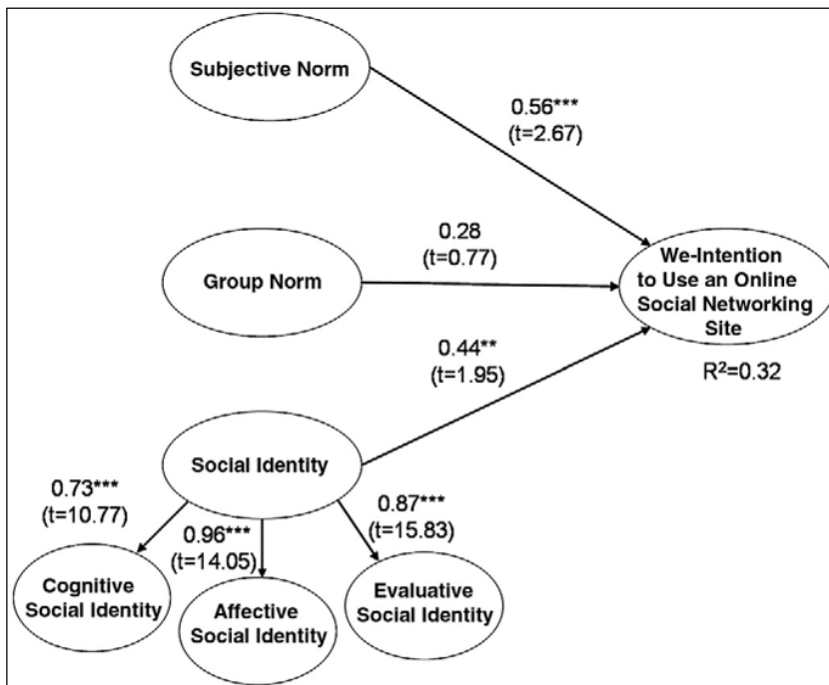 Subjective Norm
0.56***
(t=2.67)
0.28
(t=0.77)
Group Norm
We-Intention
to Use an Online
Social Networking
Site
R²=0.32
0.44**
(t=1.95)
Social Identity
0.73***
(t=10.77)
0.96***
(t=14.05)
0.87***
(t=15.83)
Cognitive
Social Identity
Affective
Social Identity
Evaluative
Social Identity